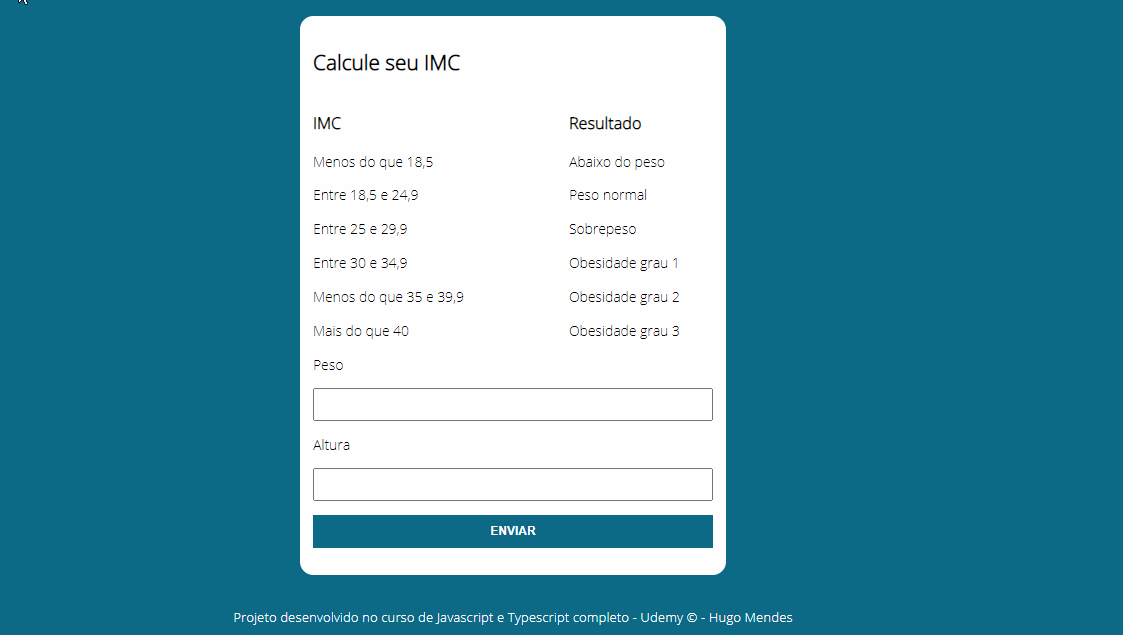 Calcule seu IMC
IMC Resultado
Menos do que 18,5 Abaixo do peso
Entre 18,5 e 24,9 Peso normal
Entre 25 e 29,9 Sobrepeso
Entre 30 e 34,9 Obesidade grau 1
Menos do que 35 e 39,9 Obesidade grau 2
Mais do que 40 Obesidade grau 3
Peso
Altura
ENVIAR
Projeto desenvolvido no curso de Javascript e Typescript completo - Udemy © - Hugo Mendes